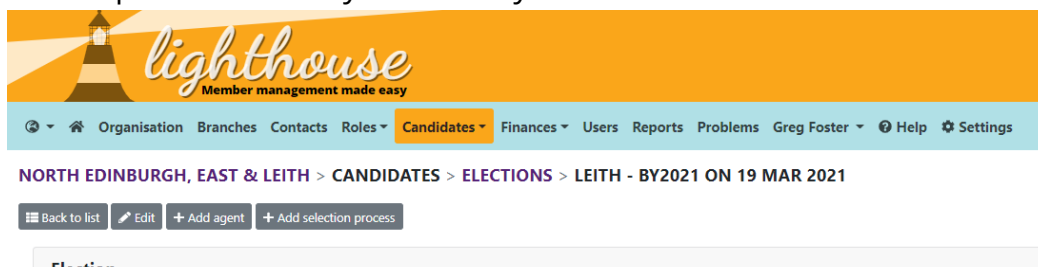 lighthouse
Member management made easy
Organisation Branches Contacts Roles Candidates Finances Users Reports Problems Greg Foster Help Settings
NORTH EDINBURGH, EAST & LEITH > CANDIDATES > ELECTIONS > LEITH - BY2021 ON 19 MAR 2021
Back to list Edit + Add agent + Add selection process
Election